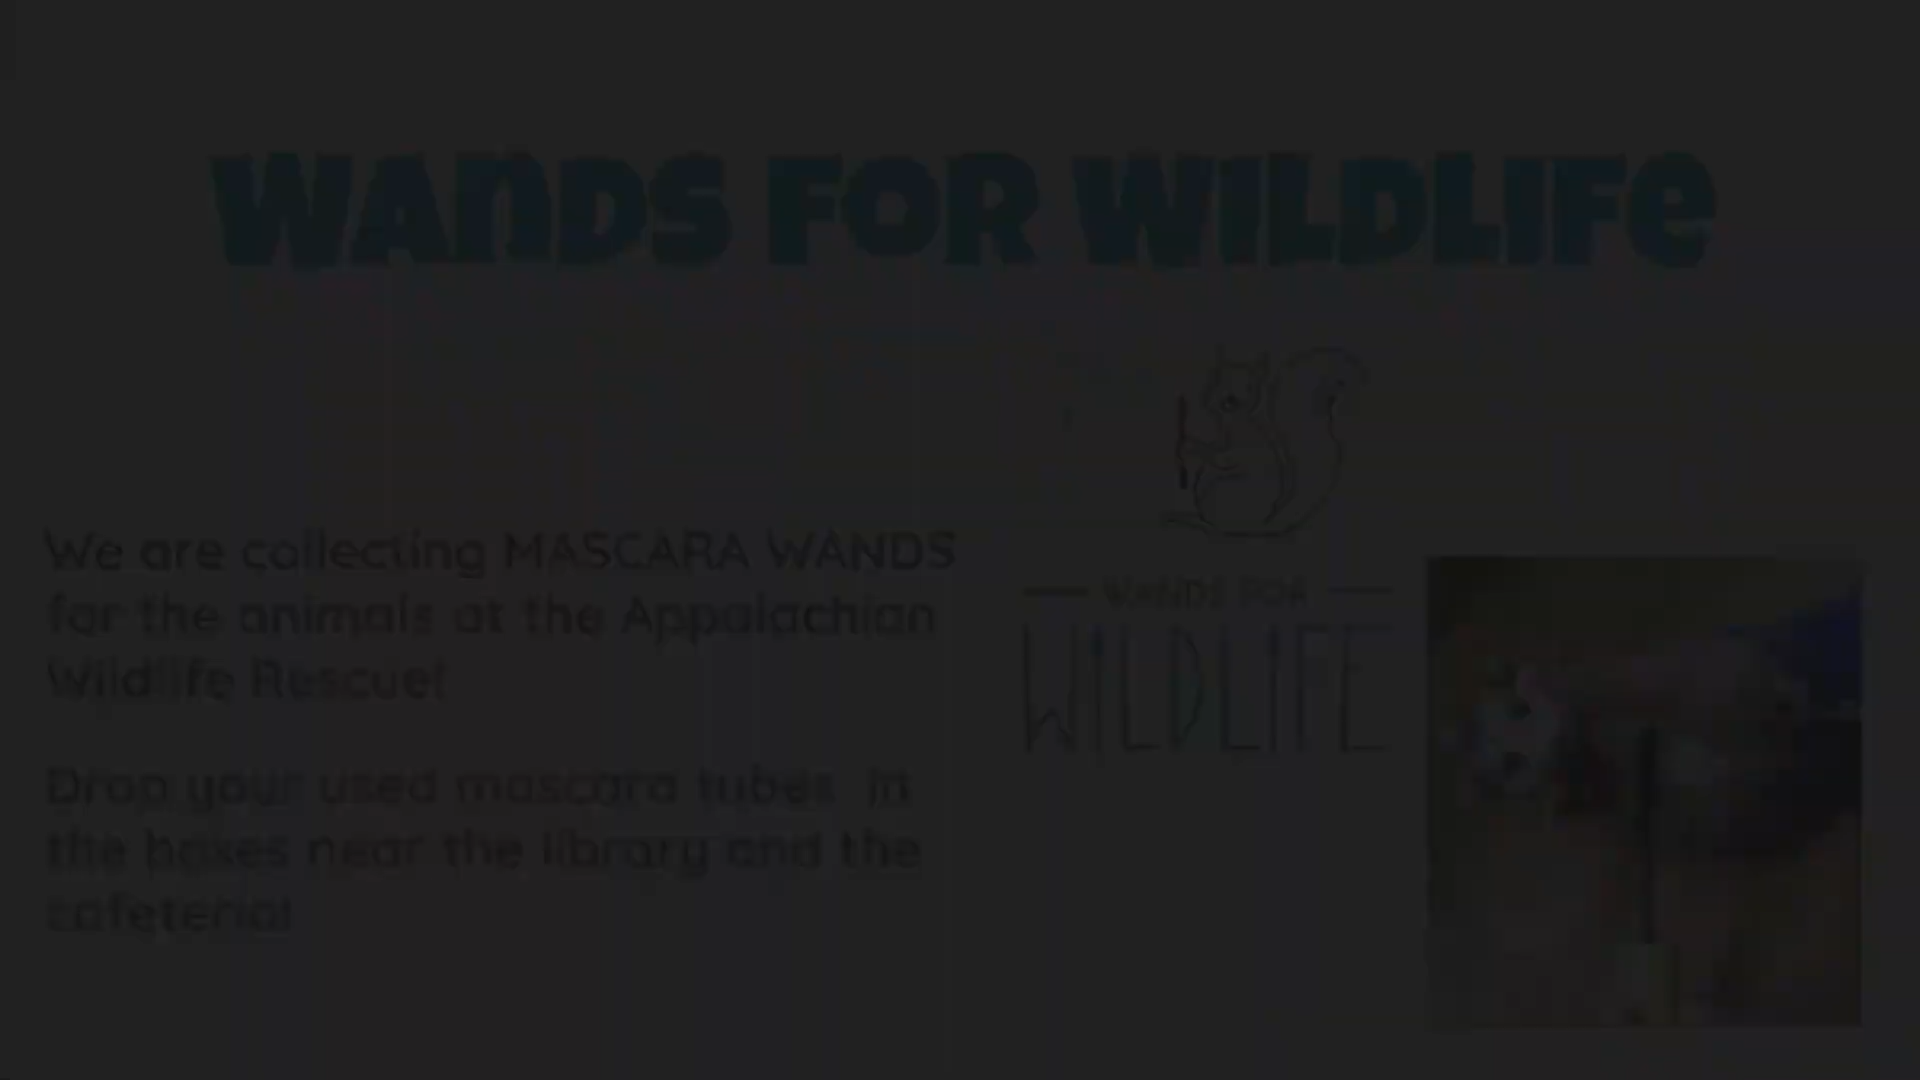 WANDS FOR WILDLIFe
We are collecting MASCARA WANDS
for the animals at the Appalachian
Wildlife Rescue!
Drop your used mascara tubes in
the boxes near the library and the
cafeteria!
WANDS FOR
WILDLIFE